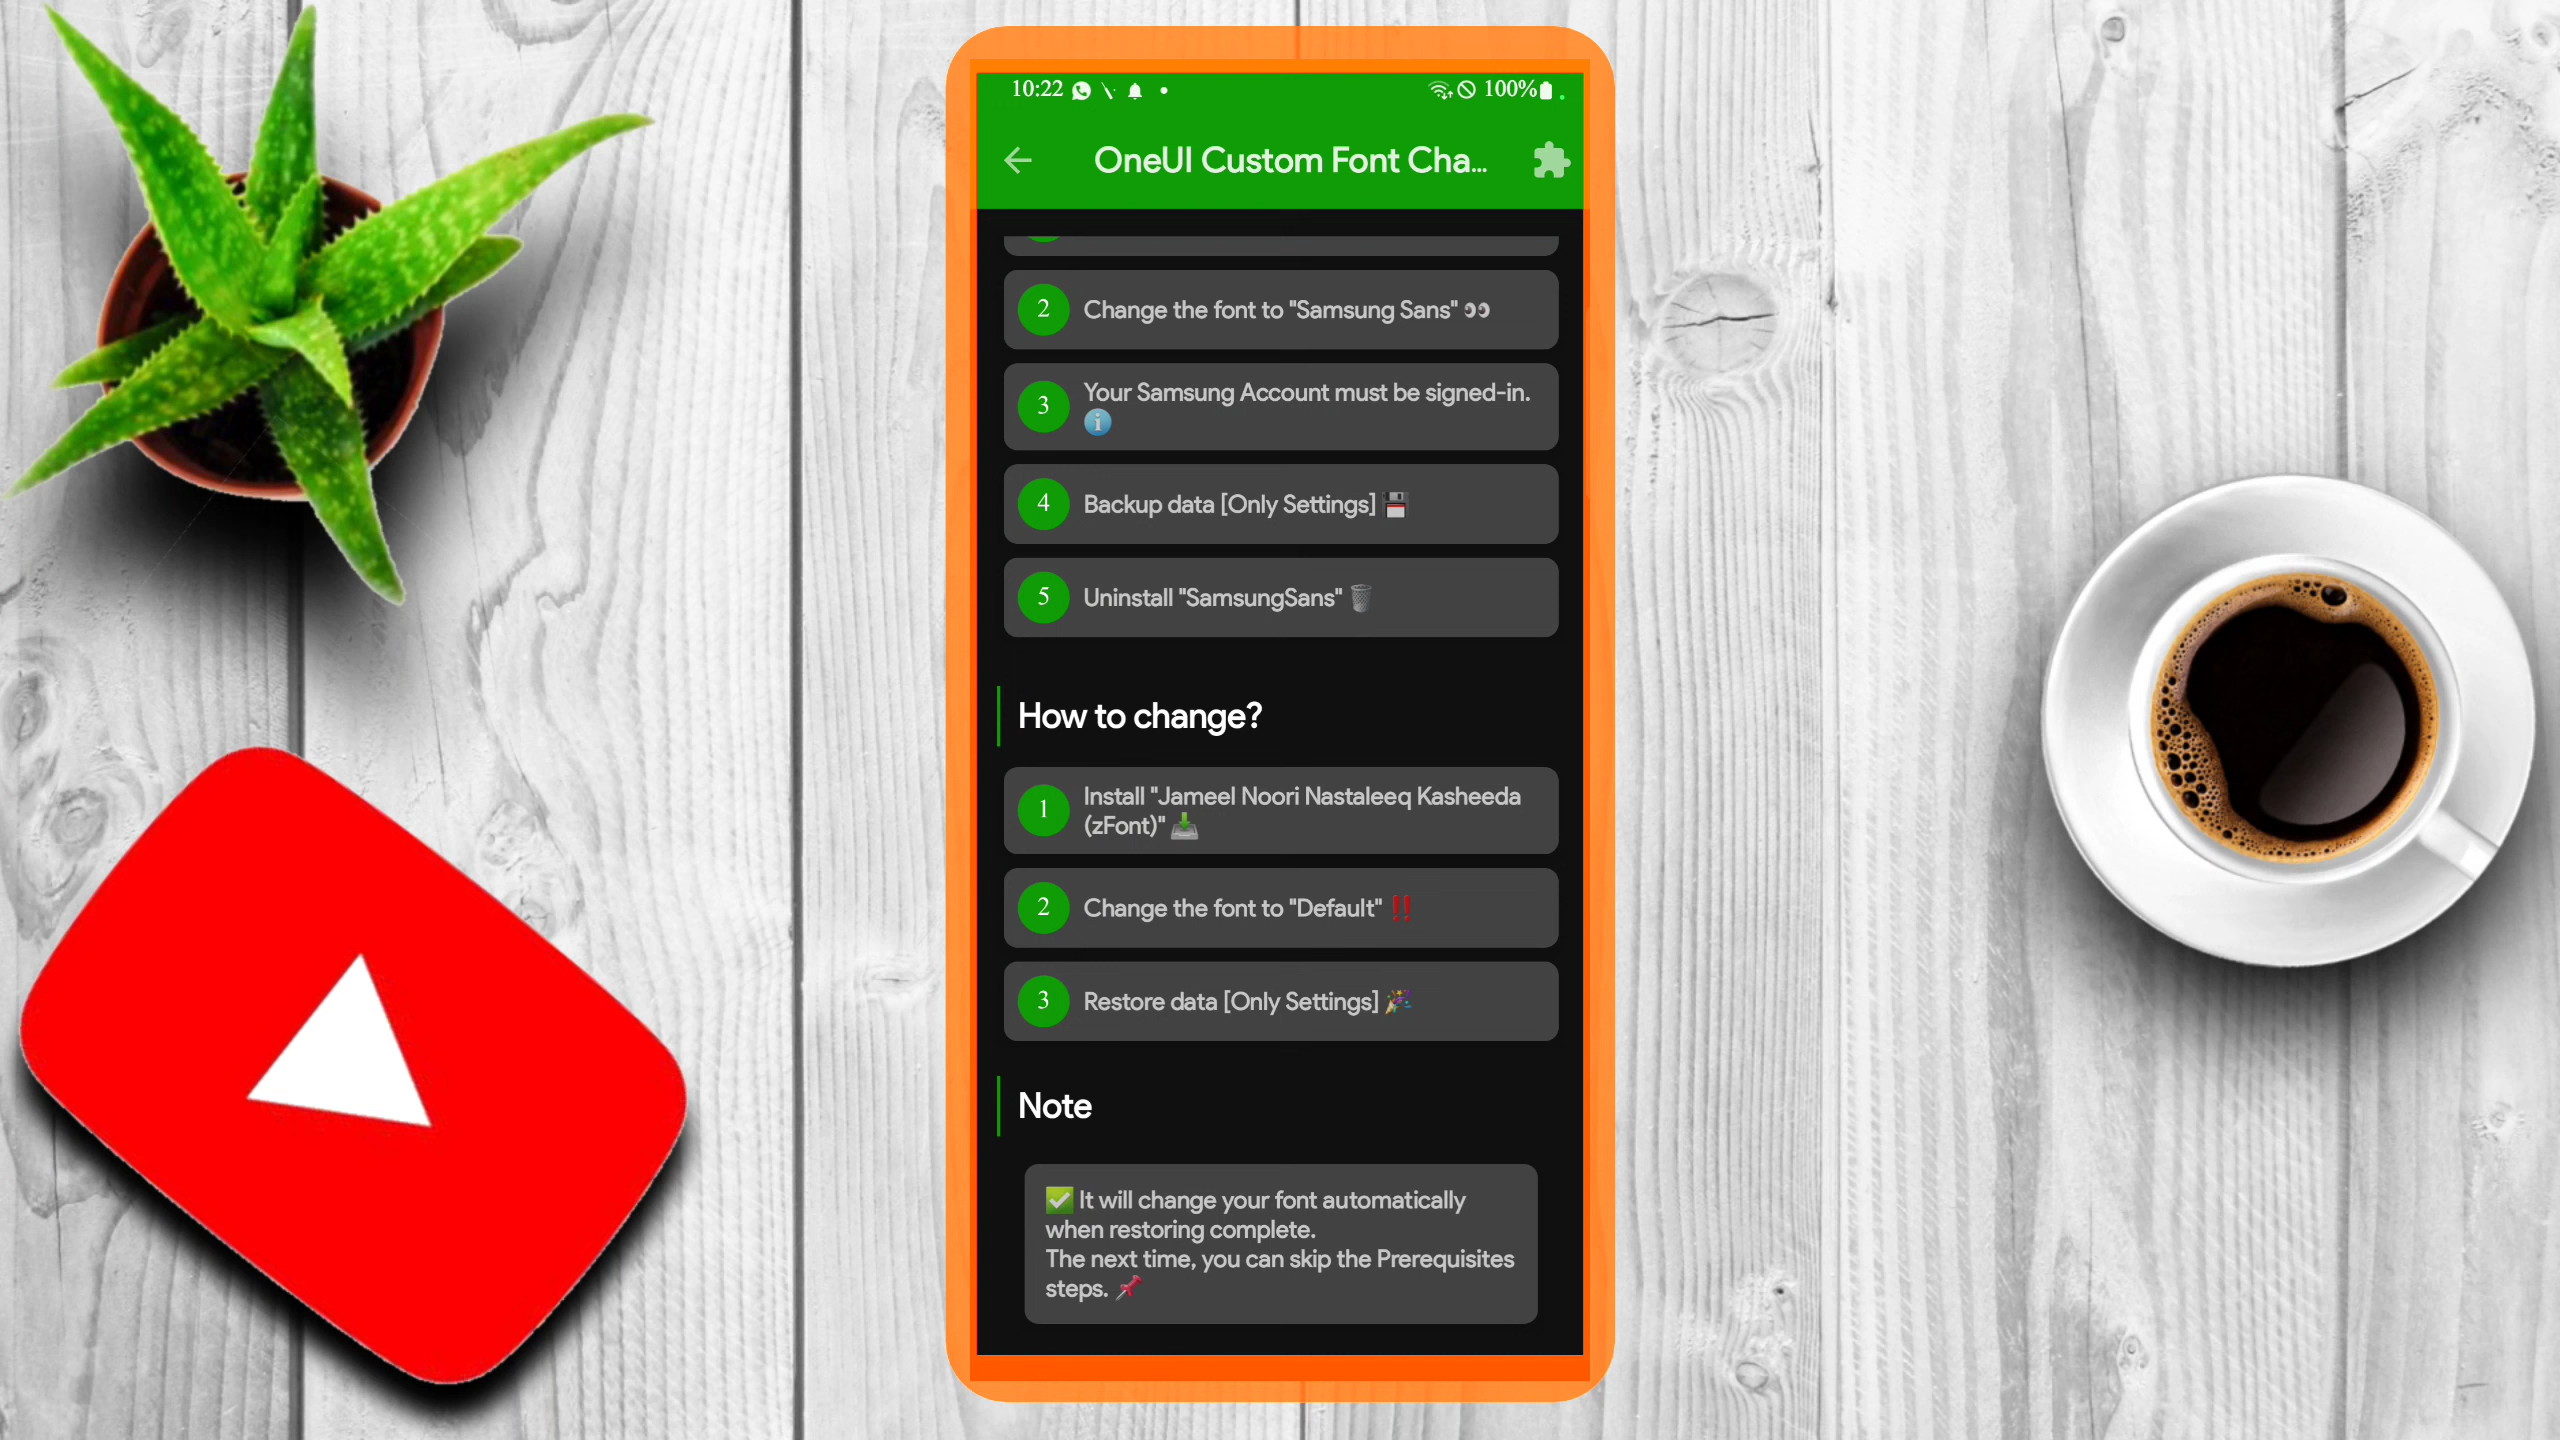 10:22
100%
OneUI Custom Font Cha...
2 Change the font to "Samsung Sans" 👀
3 Your Samsung Account must be signed-in.
ℹ️
4 Backup data [Only Settings] 💾
5 Uninstall "SamsungSans" 🗑️
How to change?
1 Install "Jameel Noori Nastaleeq Kasheeda
(zFont)" 📥
2 Change the font to "Default" ‼️
3 Restore data [Only Settings] 🎉
Note
✅ It will change your font automatically
when restoring complete.
The next time, you can skip the Prerequisites
steps. 📌